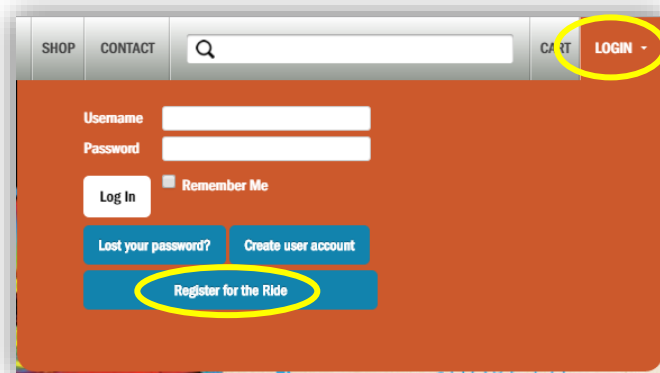 SHOP CONTACT CART LOGIN
Username
Password
Log In Remember Me
Lost your password? Create user account
Register for the Ride